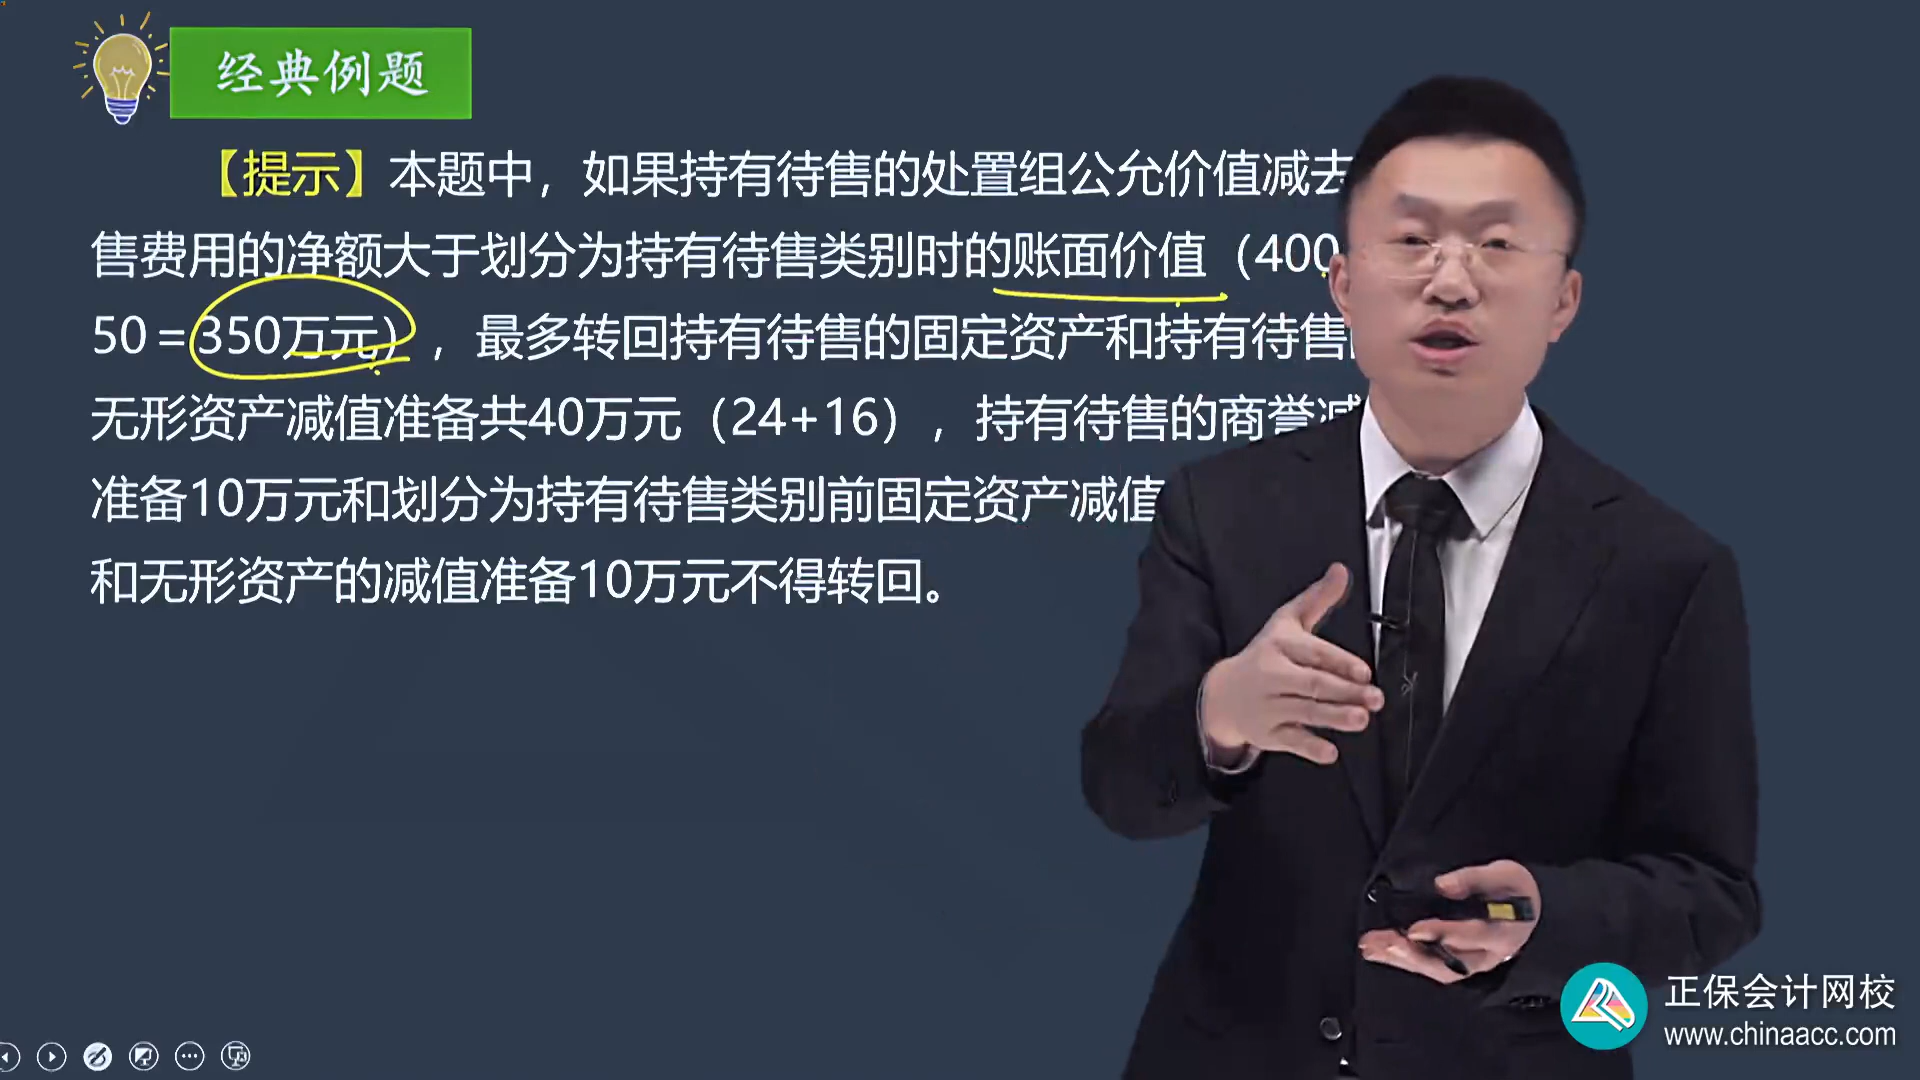 经典例题
【提示】本题中，如果持有待售的处置组公允价值减去
售费用的净额大于划分为持有待售类别时的账面价值（400
50＝350万元），最多转回持有待售的固定资产和持有待售
无形资产减值准备共40万元（24+16），持有待售的商誉减
准备10万元和划分为持有待售类别前固定资产减值
和无形资产的减值准备10万元不得转回。
正保会计网校
www.chinaacc.com